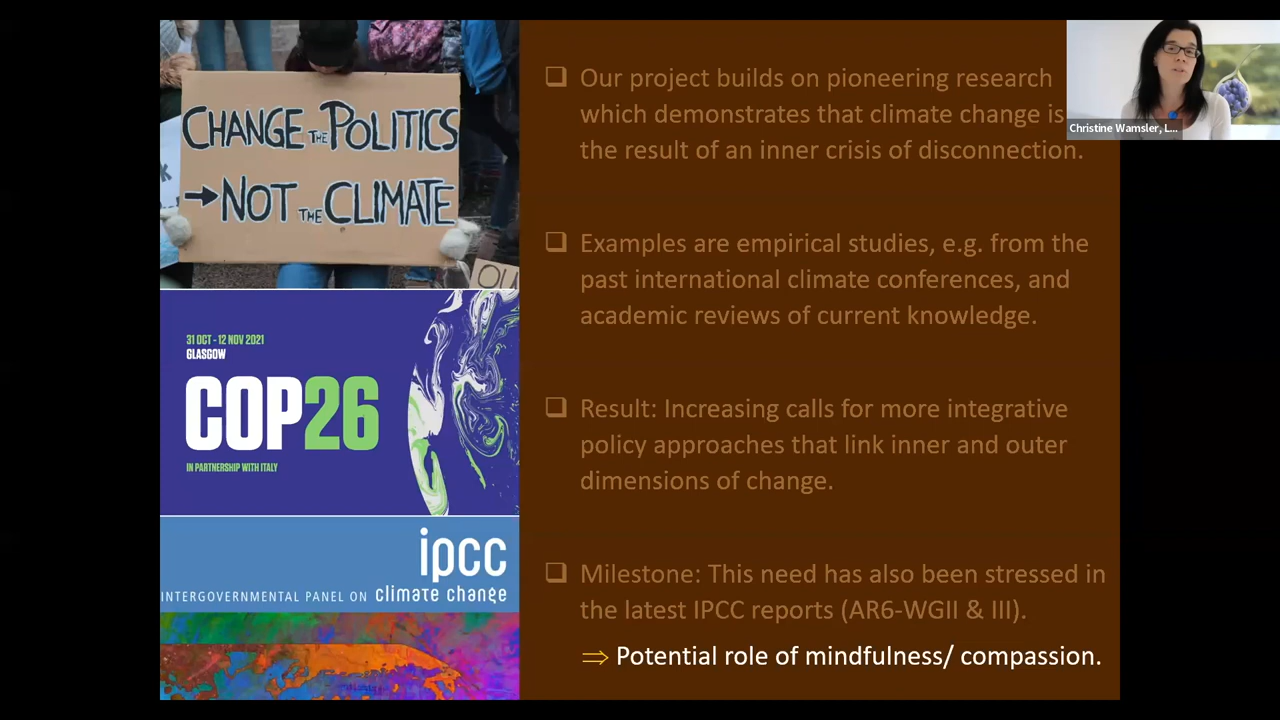 CHANGE THE POLITICS
→ NOT THE CLIMATE
OU
31 OCT - 12 NOV 2021
GLASGOW
COP26
IN PARTNERSHIP WITH ITALY
ipcc
INTERGOVERNMENTAL PANEL ON climate change
❑ Our project builds on pioneering research
which demonstrates that climate change is
the result of an inner crisis of disconnection.
❑ Examples are empirical studies, e.g. from the
past international climate conferences, and
academic reviews of current knowledge.
❑ Result: Increasing calls for more integrative
policy approaches that link inner and outer
dimensions of change.
❑ Milestone: This need has also been stressed in
the latest IPCC reports (AR6-WGII & III).
⇒ Potential role of mindfulness/ compassion.
Christine Wamsler, L...